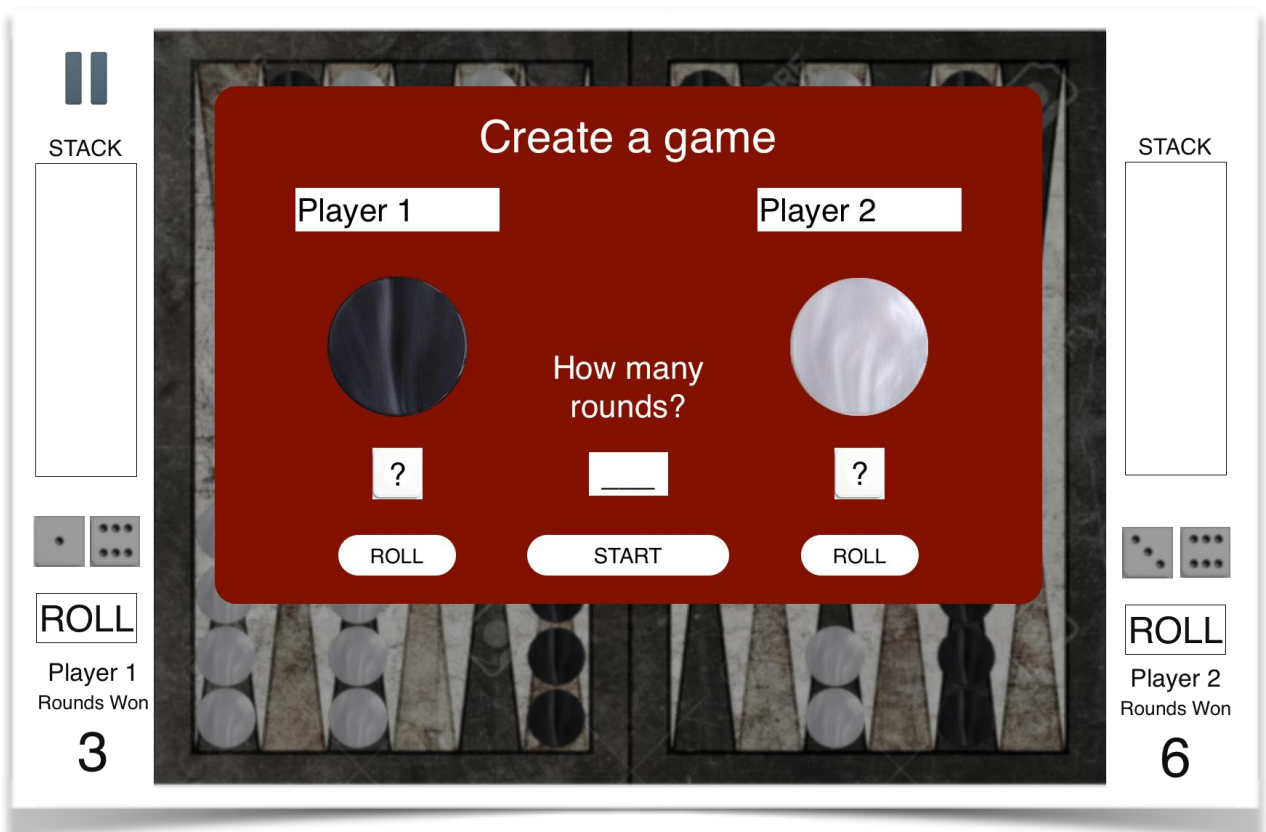 STACK
ROLL
Player 1
Rounds Won
3
Create a game
Player 1
Player 2
How many
rounds?
?
___
?
ROLL
START
ROLL
STACK
ROLL
Player 2
Rounds Won
6